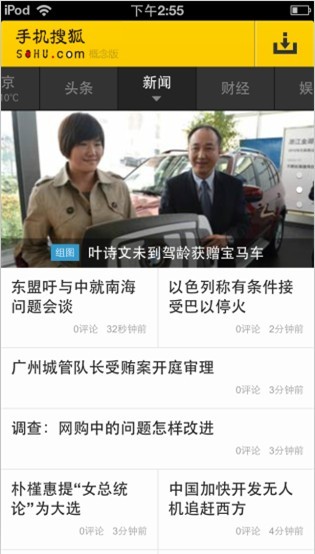 iPod 下午2:55
手机搜狐
SOHU.com 概念版
京 头条 新闻 财经 娱
10℃
组图 叶诗文未到驾龄获赠宝马车
东盟吁与中就南海
问题会谈
0评论 32秒钟前
以色列称有条件接
受巴以停火
0评论 2分钟前
广州城管队长受贿案开庭审理
0评论 3分钟前
调查：网购中的问题怎样改进
0评论 3分钟前
朴槿惠提“女总统
论”为大选
0评论 3分钟前
中国加快开发无人
机追赶西方
0评论 4分钟前